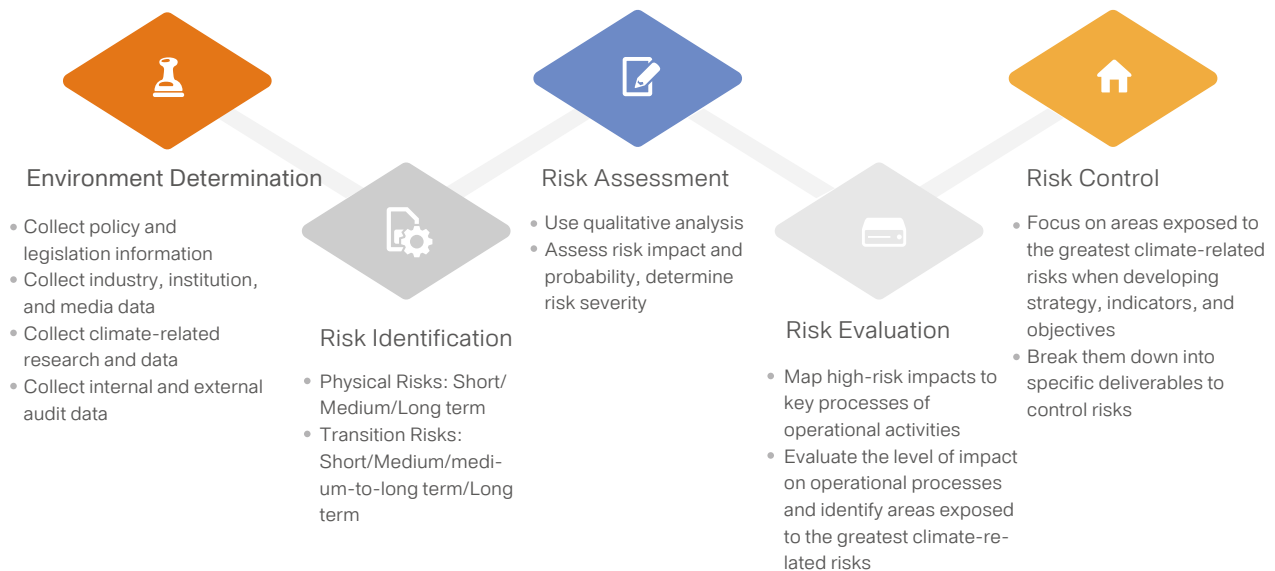 Environment Determination
Collect policy and
legislation information
Collect industry, institution,
and media data
Collect climate-related
research and data
Collect internal and external
audit data
Risk Identification
Physical Risks: Short/
Medium/Long term
Transition Risks:
Short/Medium/medi-
um-to-long term/Long
term
Risk Assessment
Use qualitative analysis
Assess risk impact and
probability, determine
risk severity
Risk Evaluation
Map high-risk impacts to
key processes of
operational activities
Evaluate the level of impact
on operational processes
and identify areas exposed
to the greatest climate-re-
lated risks
Risk Control
Focus on areas exposed to
the greatest climate-related
risks when developing
strategy, indicators, and
objectives
Break them down into
specific deliverables to
control risks